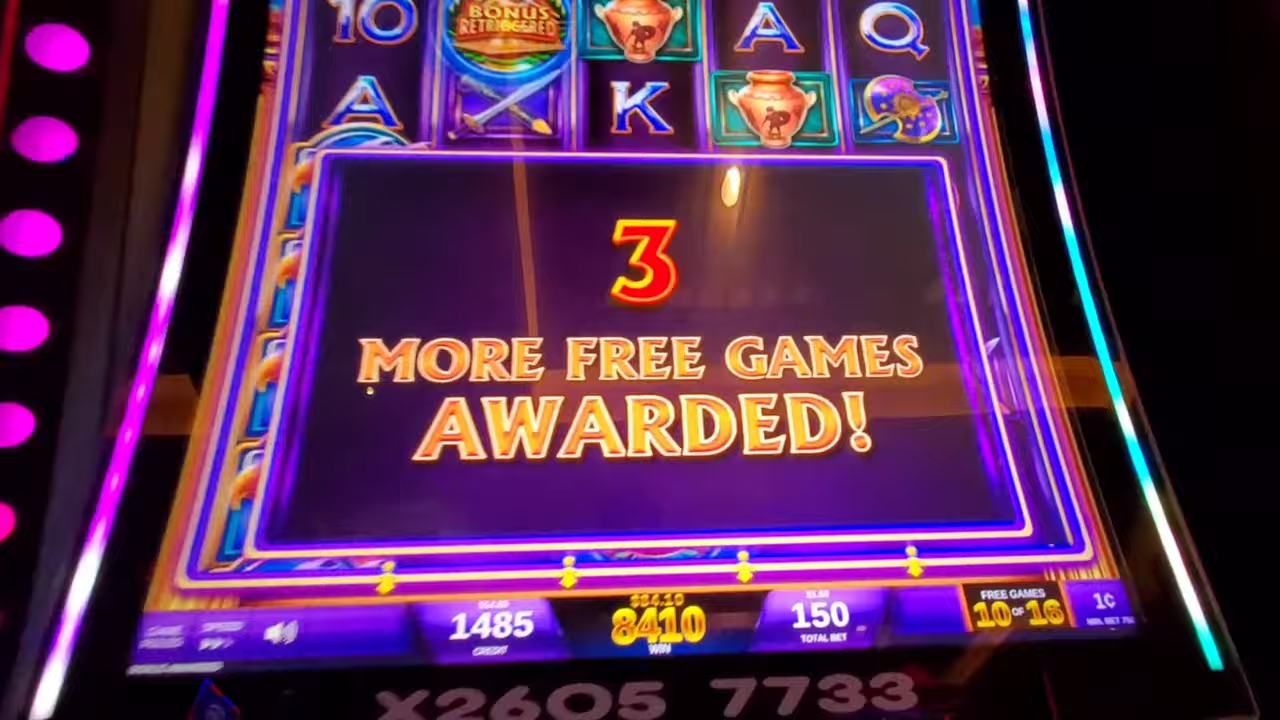 10 A Q
BONUS
RETRIGGERED
A K
3
MORE FREE GAMES
AWARDED!
$84.10
1485
CREDIT
8410
WIN
150
TOTAL BET
FREE GAMES
10 OF 16
1¢
X2605 7733